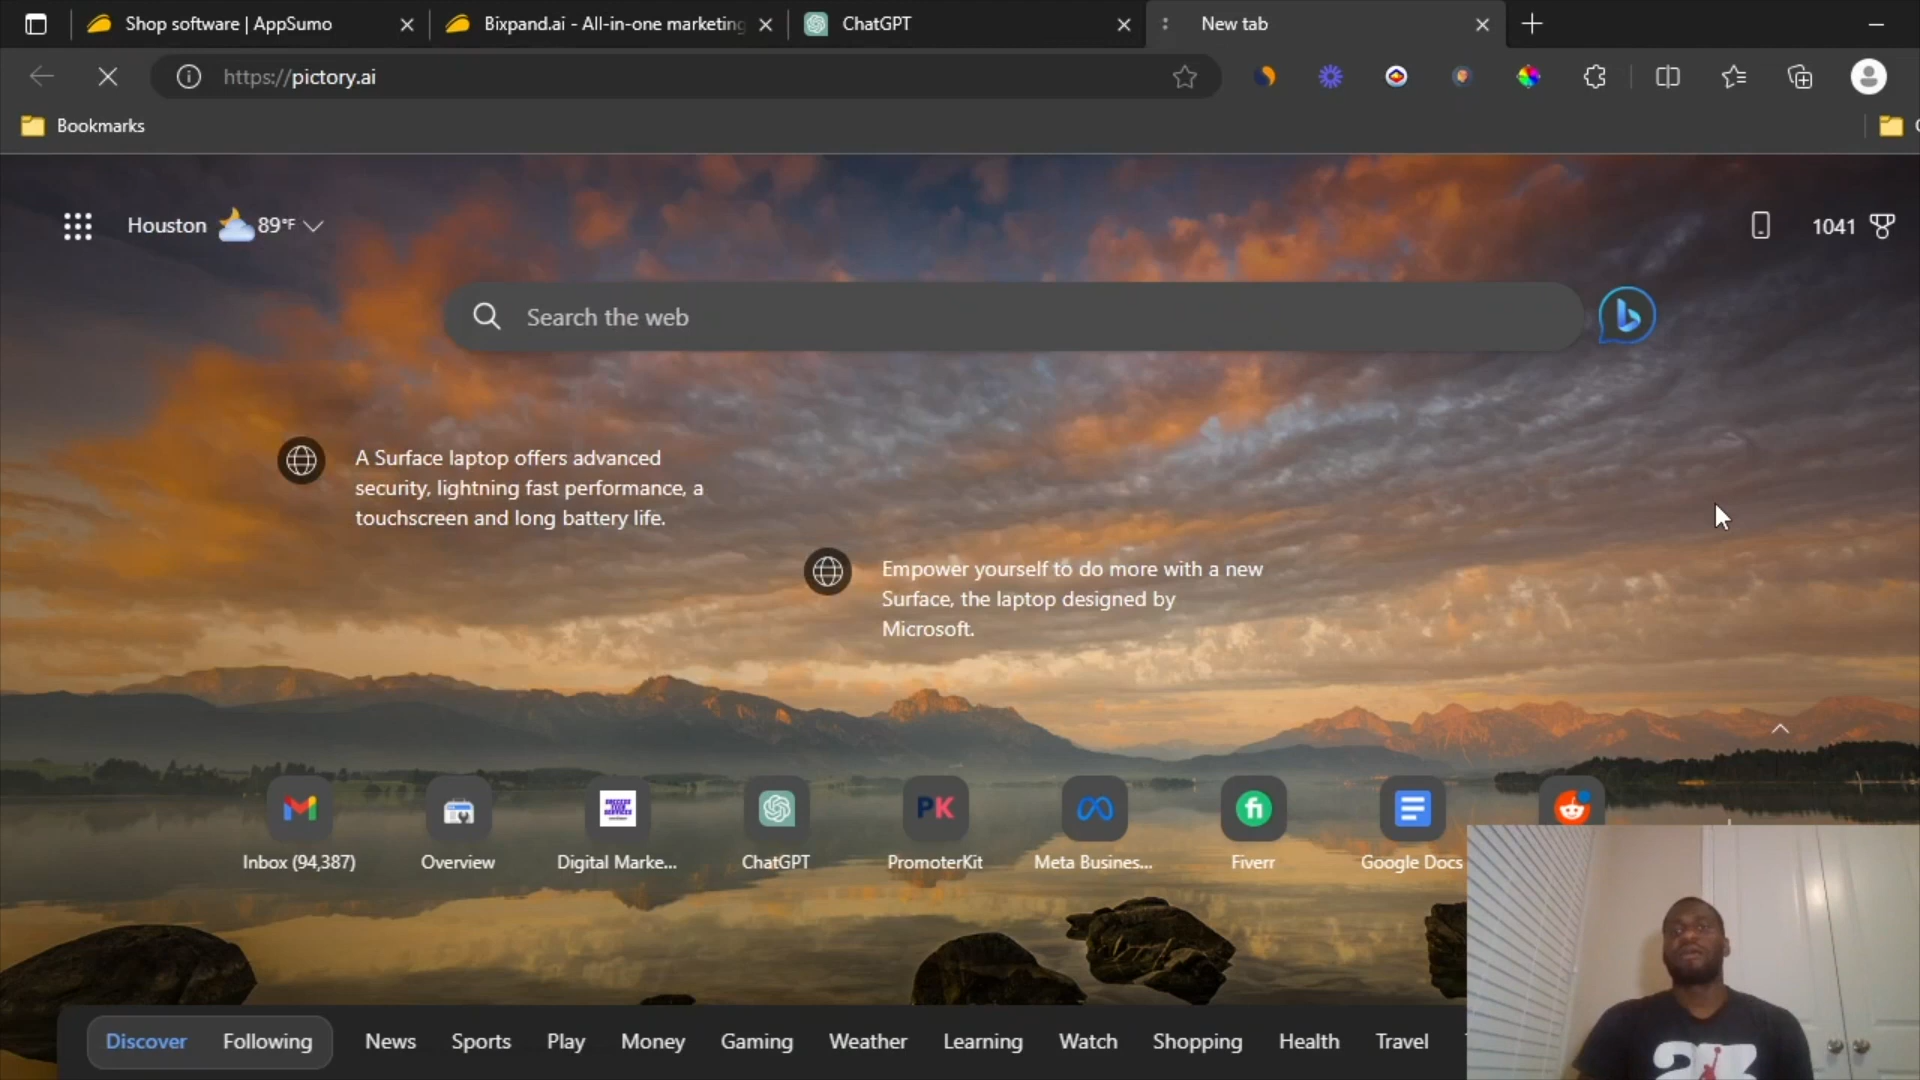 Shop software | AppSumo
Bixpand.ai - All-in-one marketing
ChatGPT
New tab
https://pictory.ai
Bookmarks
Houston 89°F
1041
Search the web
A Surface laptop offers advanced
security, lightning fast performance, a
touchscreen and long battery life.
Empower yourself to do more with a new
Surface, the laptop designed by
Microsoft.
PK
Inbox (94,387)
Overview
Digital Marke...
ChatGPT
PromoterKit
Meta Busines...
Fiverr
Google Docs
Discover
Following
News
Sports
Play
Money
Gaming
Weather
Learning
Watch
Shopping
Health
Travel
23